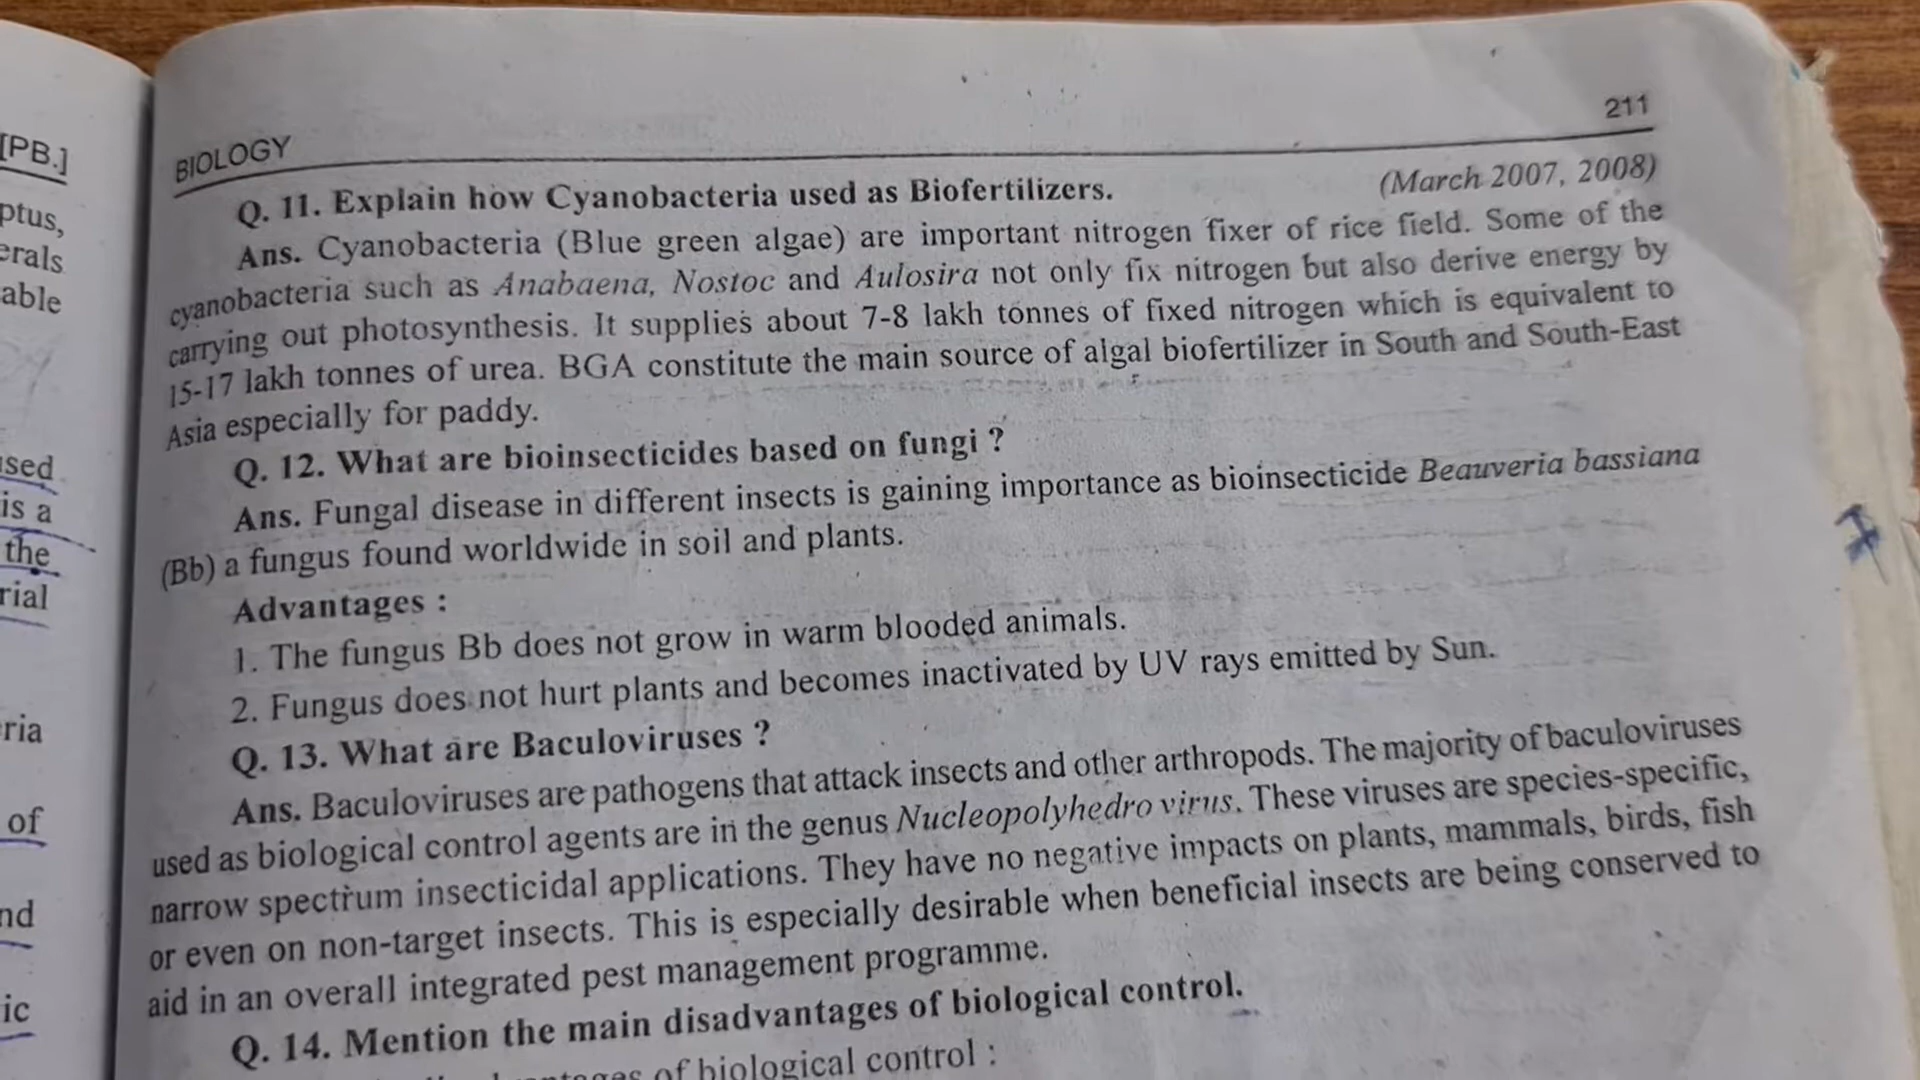 [PB.]
ptus,
erals
able
sed
is a
the
rial
ria
of
nd
ic
BIOLOGY 211
Q. 11. Explain how Cyanobacteria used as Biofertilizers. (March 2007, 2008)
Ans. Cyanobacteria (Blue green algae) are important nitrogen fixer of rice field. Some of the
cyanobacteria such as Anabaena, Nostoc and Aulosira not only fix nitrogen but also derive energy by
carrying out photosynthesis. It supplies about 7-8 lakh tonnes of fixed nitrogen which is equivalent to
15-17 lakh tonnes of urea. BGA constitute the main source of algal biofertilizer in South and South-East
Asia especially for paddy.
Q. 12. What are bioinsecticides based on fungi ?
Ans. Fungal disease in different insects is gaining importance as bioinsecticide Beauveria bassiana
(Bb) a fungus found worldwide in soil and plants.
Advantages :
1. The fungus Bb does not grow in warm blooded animals.
2. Fungus does not hurt plants and becomes inactivated by UV rays emitted by Sun.
Q. 13. What are Baculoviruses ?
Ans. Baculoviruses are pathogens that attack insects and other arthropods. The majority of baculoviruses
used as biological control agents are in the genus Nucleopolyhedro virus. These viruses are species-specific,
narrow spectrum insecticidal applications. They have no negative impacts on plants, mammals, birds, fish
or even on non-target insects. This is especially desirable when beneficial insects are being conserved to
aid in an overall integrated pest management programme.
Q. 14. Mention the main disadvantages of biological control.
of biological control :